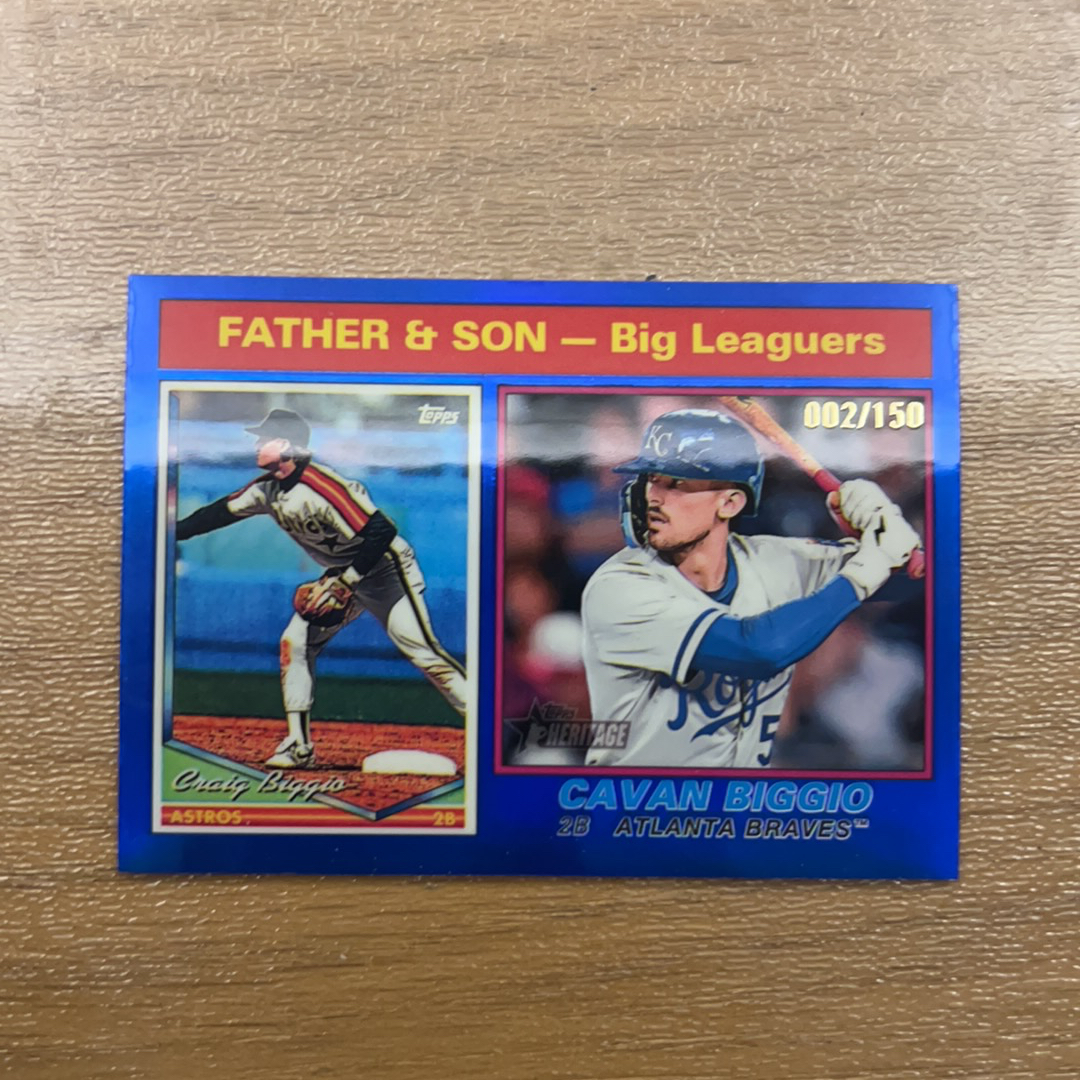 FATHER & SON — Big Leaguers
Topps
Craig Biggio
ASTROS
2B
002/150
KC
Royals
5
Topps
HERITAGE
CAVAN BIGGIO
2B ATLANTA BRAVES™